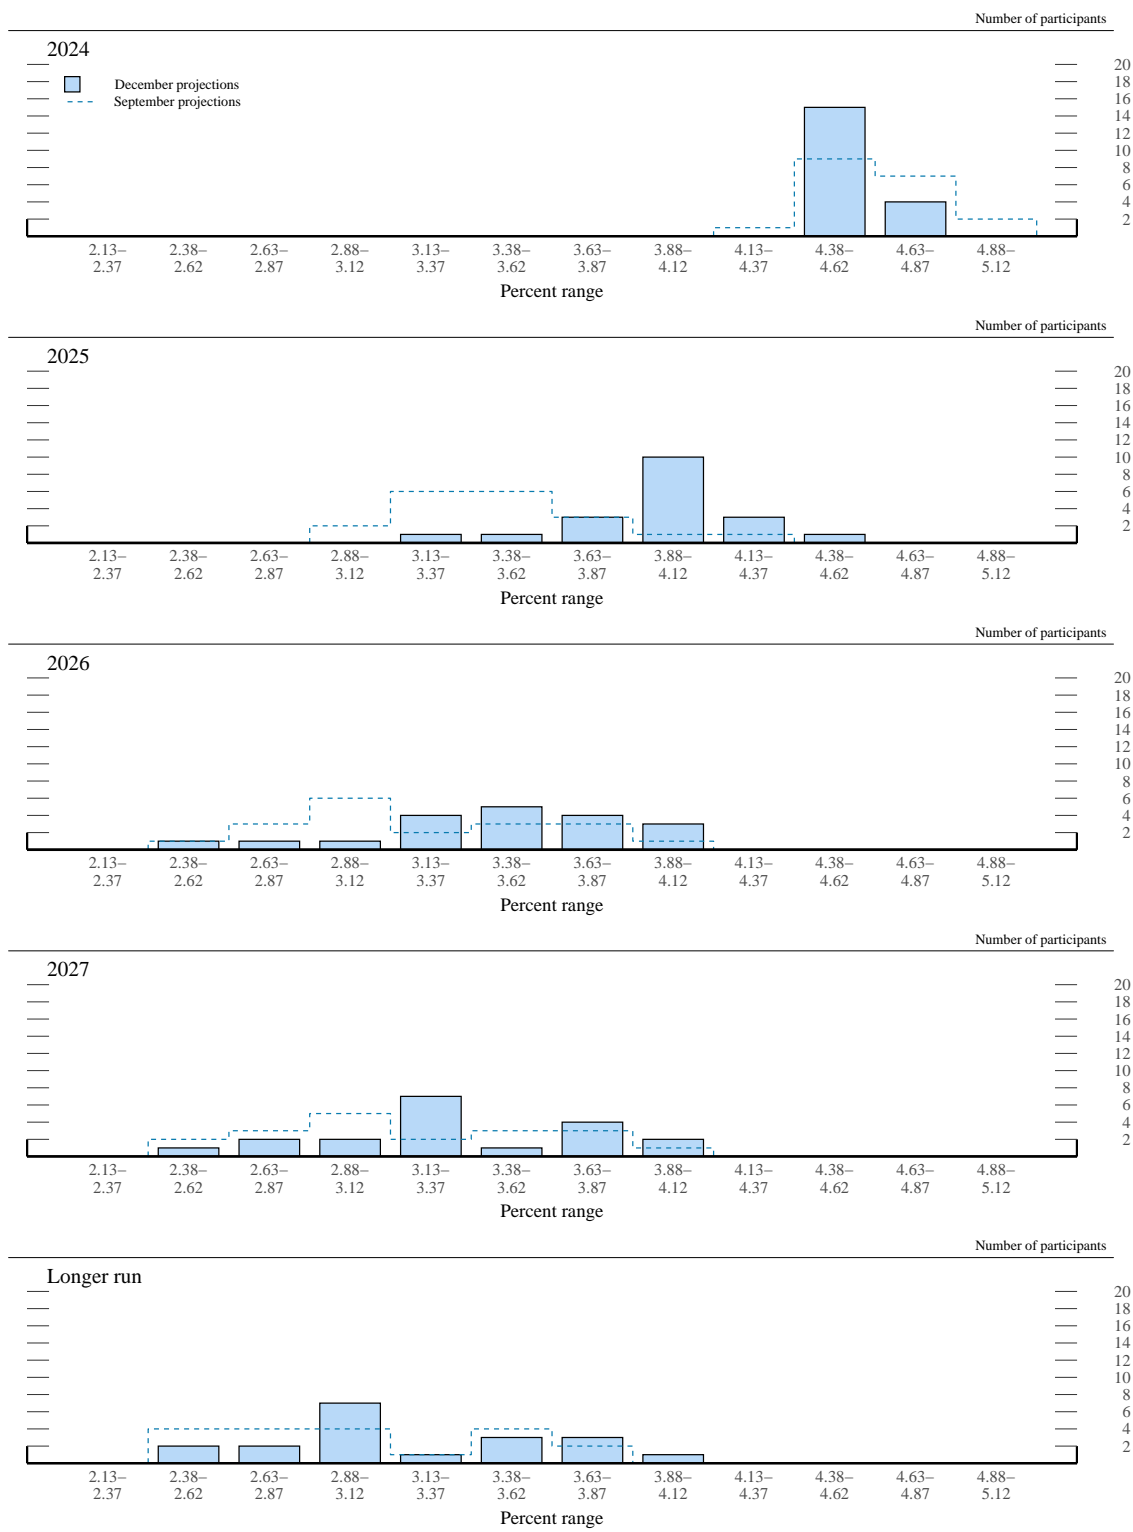 Number of participants
2024
December projections
September projections
20
18
16
14
12
10
8
6
4
2
2.13– 2.38– 2.63– 2.88– 3.13– 3.38– 3.63– 3.88– 4.13– 4.38– 4.63– 4.88–
2.37 2.62 2.87 3.12 3.37 3.62 3.87 4.12 4.37 4.62 4.87 5.12
Percent range
Number of participants
2025
20
18
16
14
12
10
8
6
4
2
2.13– 2.38– 2.63– 2.88– 3.13– 3.38– 3.63– 3.88– 4.13– 4.38– 4.63– 4.88–
2.37 2.62 2.87 3.12 3.37 3.62 3.87 4.12 4.37 4.62 4.87 5.12
Percent range
Number of participants
2026
20
18
16
14
12
10
8
6
4
2
2.13– 2.38– 2.63– 2.88– 3.13– 3.38– 3.63– 3.88– 4.13– 4.38– 4.63– 4.88–
2.37 2.62 2.87 3.12 3.37 3.62 3.87 4.12 4.37 4.62 4.87 5.12
Percent range
Number of participants
2027
20
18
16
14
12
10
8
6
4
2
2.13– 2.38– 2.63– 2.88– 3.13– 3.38– 3.63– 3.88– 4.13– 4.38– 4.63– 4.88–
2.37 2.62 2.87 3.12 3.37 3.62 3.87 4.12 4.37 4.62 4.87 5.12
Percent range
Number of participants
Longer run
20
18
16
14
12
10
8
6
4
2
2.13– 2.38– 2.63– 2.88– 3.13– 3.38– 3.63– 3.88– 4.13– 4.38– 4.63– 4.88–
2.37 2.62 2.87 3.12 3.37 3.62 3.87 4.12 4.37 4.62 4.87 5.12
Percent range